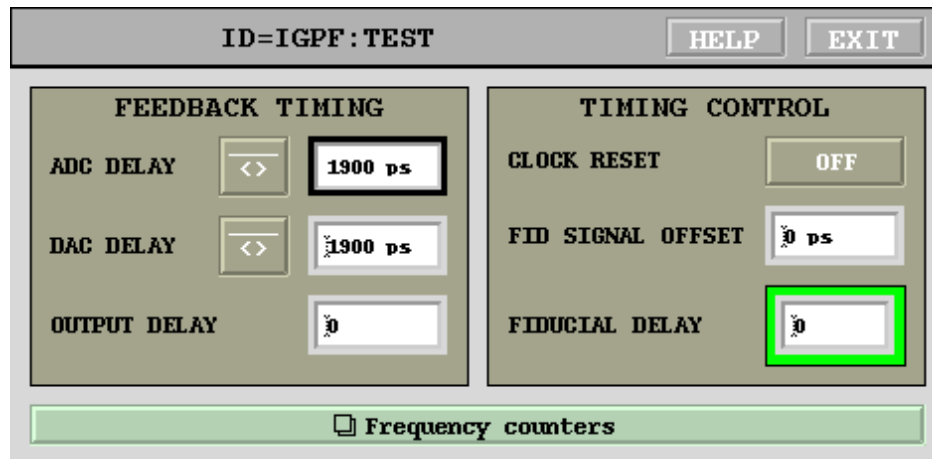 ID=IGPF:TEST HELP EXIT
FEEDBACK TIMING
ADC DELAY <> 1900 ps
DAC DELAY <> 1900 ps
OUTPUT DELAY 0
TIMING CONTROL
CLOCK RESET OFF
FID SIGNAL OFFSET 0 ps
FIDUCIAL DELAY 0
Frequency counters